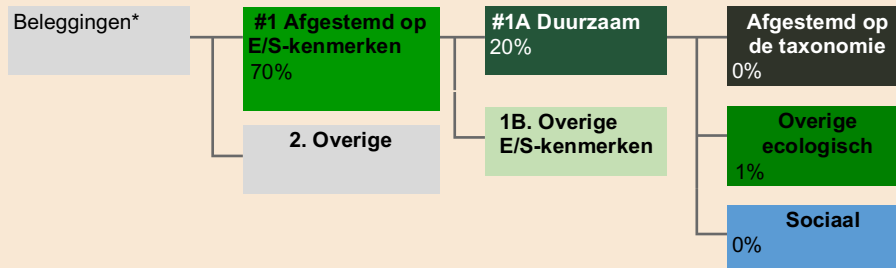 Beleggingen*
#1 Afgestemd op
E/S-kenmerken
70%
#1A Duurzaam
20%
Afgestemd op
de taxonomie
0%
2. Overige
1B. Overige
E/S-kenmerken
Overige
ecologisch
1%
Sociaal
0%